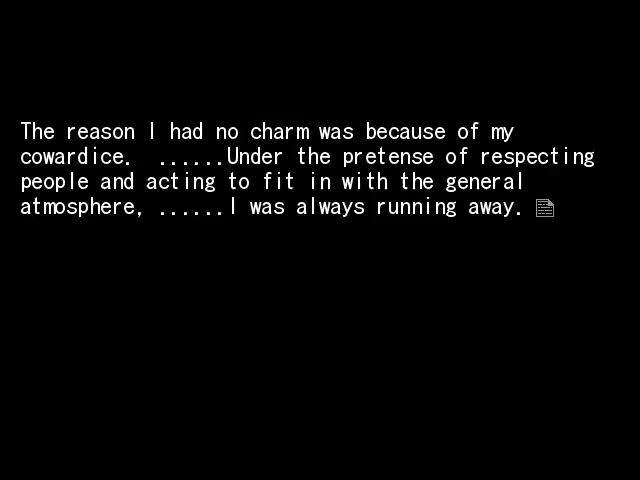 The reason I had no charm was because of my
cowardice.  ......Under the pretense of respecting
people and acting to fit in with the general
atmosphere, ......I was always running away.